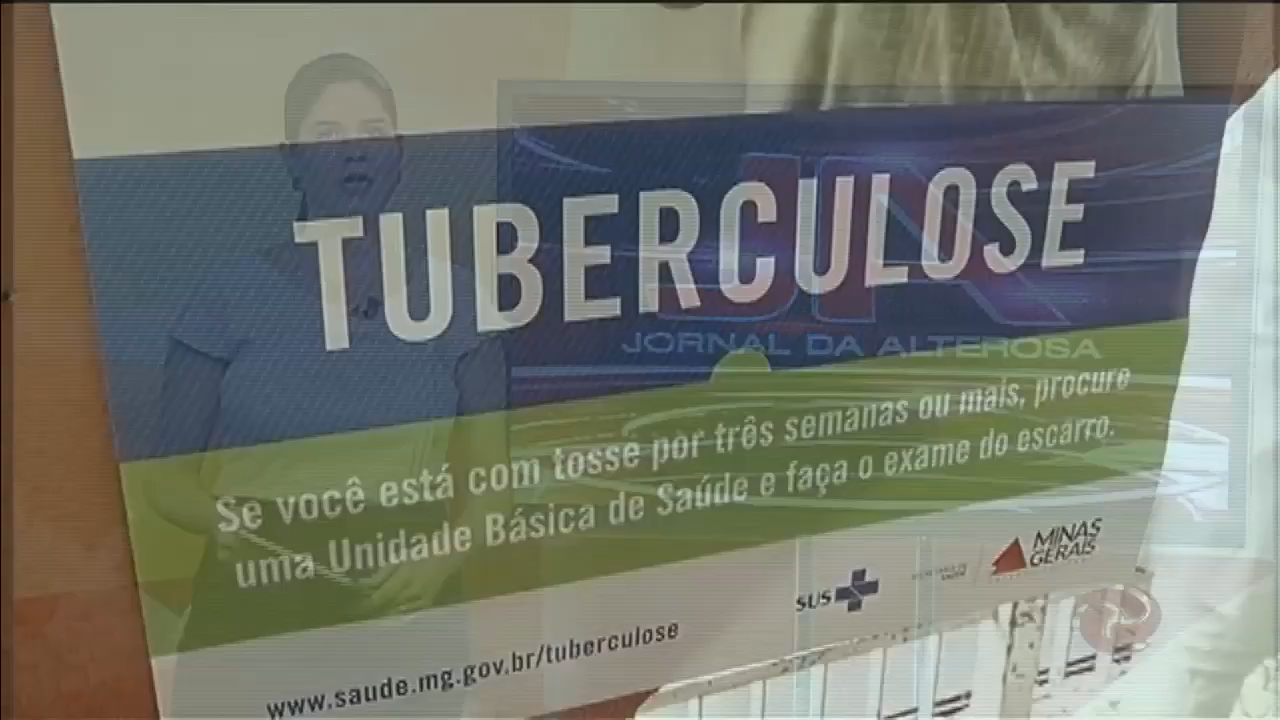 TUBERCULOSE
JORNAL DA ALTEROSA
Se você está com tosse por três semanas ou mais, procure
uma Unidade Básica de Saúde e faça o exame do escarro.
SUS
MINAS
GERAIS
www.saude.mg.gov.br/tuberculose